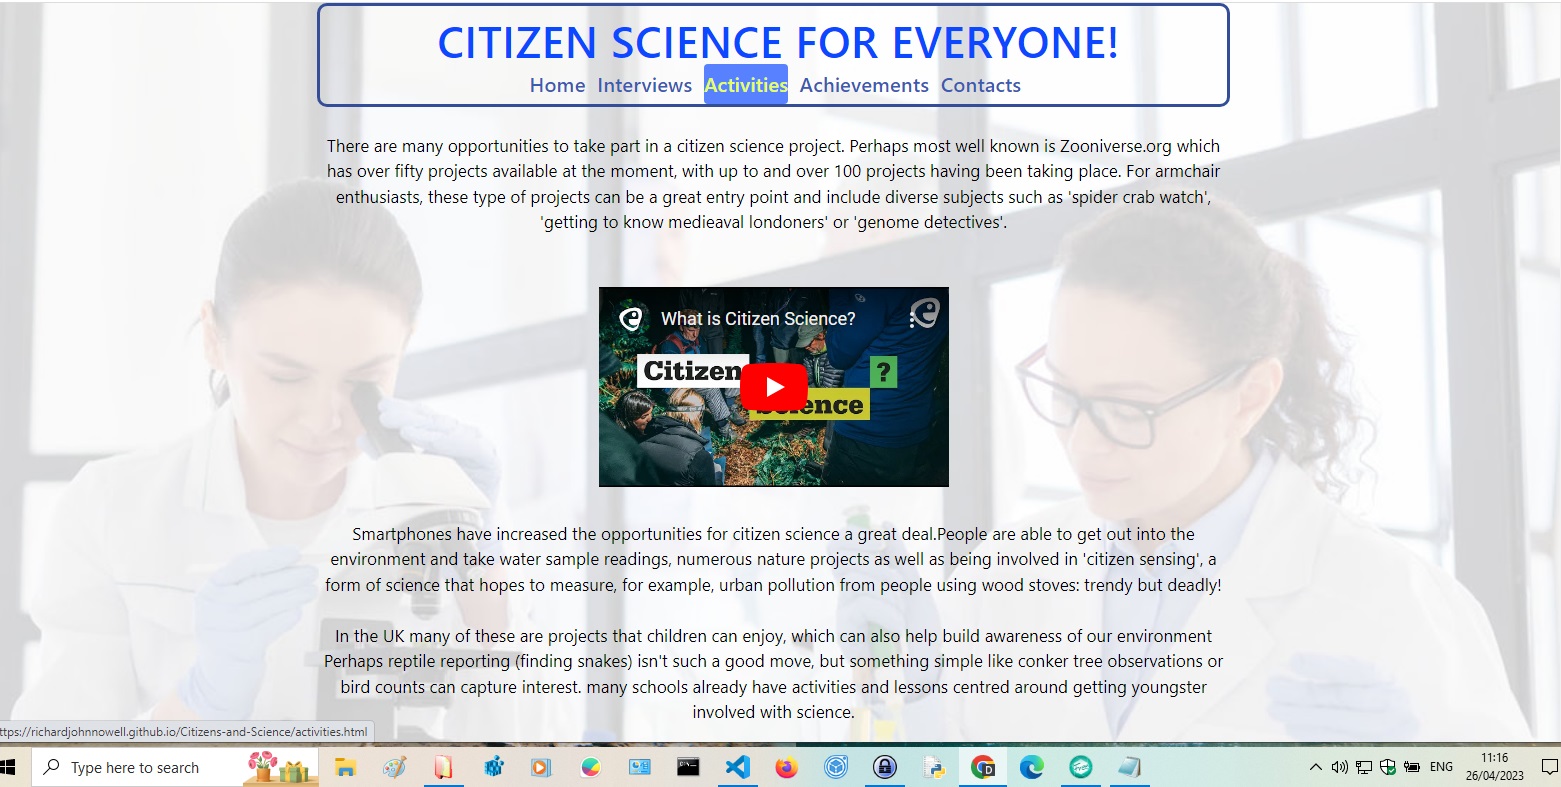 CITIZEN SCIENCE FOR EVERYONE!
Home Interviews Activities Achievements Contacts
There are many opportunities to take part in a citizen science project. Perhaps most well known is Zooniverse.org which
has over fifty projects available at the moment, with up to and over 100 projects having been taking place. For armchair
enthusiasts, these type of projects can be a great entry point and include diverse subjects such as 'spider crab watch',
'getting to know medieaval londoners' or 'genome detectives'.
What is Citizen Science?
Citizen ?
Science
Smartphones have increased the opportunities for citizen science a great deal.People are able to get out into the
environment and take water sample readings, numerous nature projects as well as being involved in 'citizen sensing', a
form of science that hopes to measure, for example, urban pollution from people using wood stoves: trendy but deadly!
In the UK many of these are projects that children can enjoy, which can also help build awareness of our environment
Perhaps reptile reporting (finding snakes) isn't such a good move, but something simple like conker tree observations or
bird counts can capture interest. many schools already have activities and lessons centred around getting youngster
involved with science.
ttps://richardjohnnowell.github.io/Citizens-and-Science/activities.html
Type here to search
ENG
11:16
26/04/2023